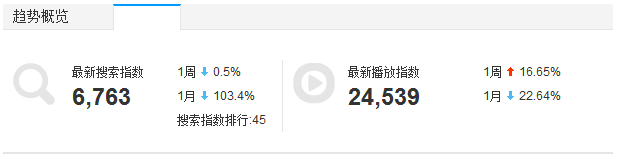 趋势概览
最新搜索指数
6,763
1周 0.5%
1月 103.4%
搜索指数排行:45
最新播放指数
24,539
1周 16.65%
1月 22.64%